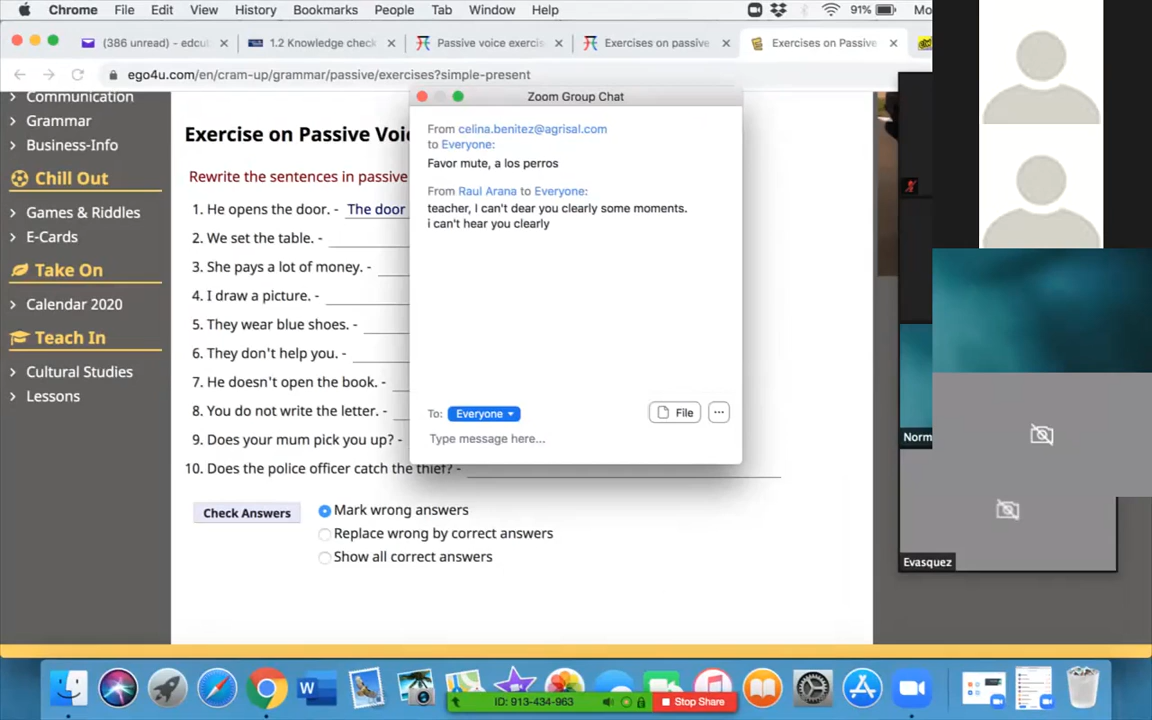 Chrome File Edit View History Bookmarks People Tab Window Help 91% Mo
(386 unread) - edcu
1.2 Knowledge check
Passive voice exercis
Exercises on passive
Exercises on Passive
ego4u.com/en/cram-up/grammar/passive/exercises?simple-present
Communication
Grammar
Business-Info
Chill Out
Games & Riddles
E-Cards
Take On
Calendar 2020
Teach In
Cultural Studies
Lessons
Exercise on Passive Voi
Rewrite the sentences in passive
1. He opens the door. - The door
2. We set the table. -
3. She pays a lot of money. -
4. I draw a picture. -
5. They wear blue shoes. -
6. They don't help you. -
7. He doesn't open the book. -
8. You do not write the letter. -
9. Does your mum pick you up? -
10. Does the police officer catch the thief? -
Check Answers
Mark wrong answers
Replace wrong by correct answers
Show all correct answers
Zoom Group Chat
From celina.benitez@agrisal.com
to Everyone:
Favor mute, a los perros
From Raul Arana to Everyone:
teacher, I can't dear you clearly some moments.
i can't hear you clearly
To: Everyone
File
Type message here...
Norm
Evasquez
ID: 913-434-963
Stop Share